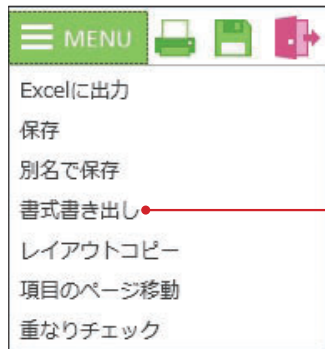 MENU
Excelに出力
保存
別名で保存
書式書き出し
レイアウトコピー
項目のページ移動
重なりチェック